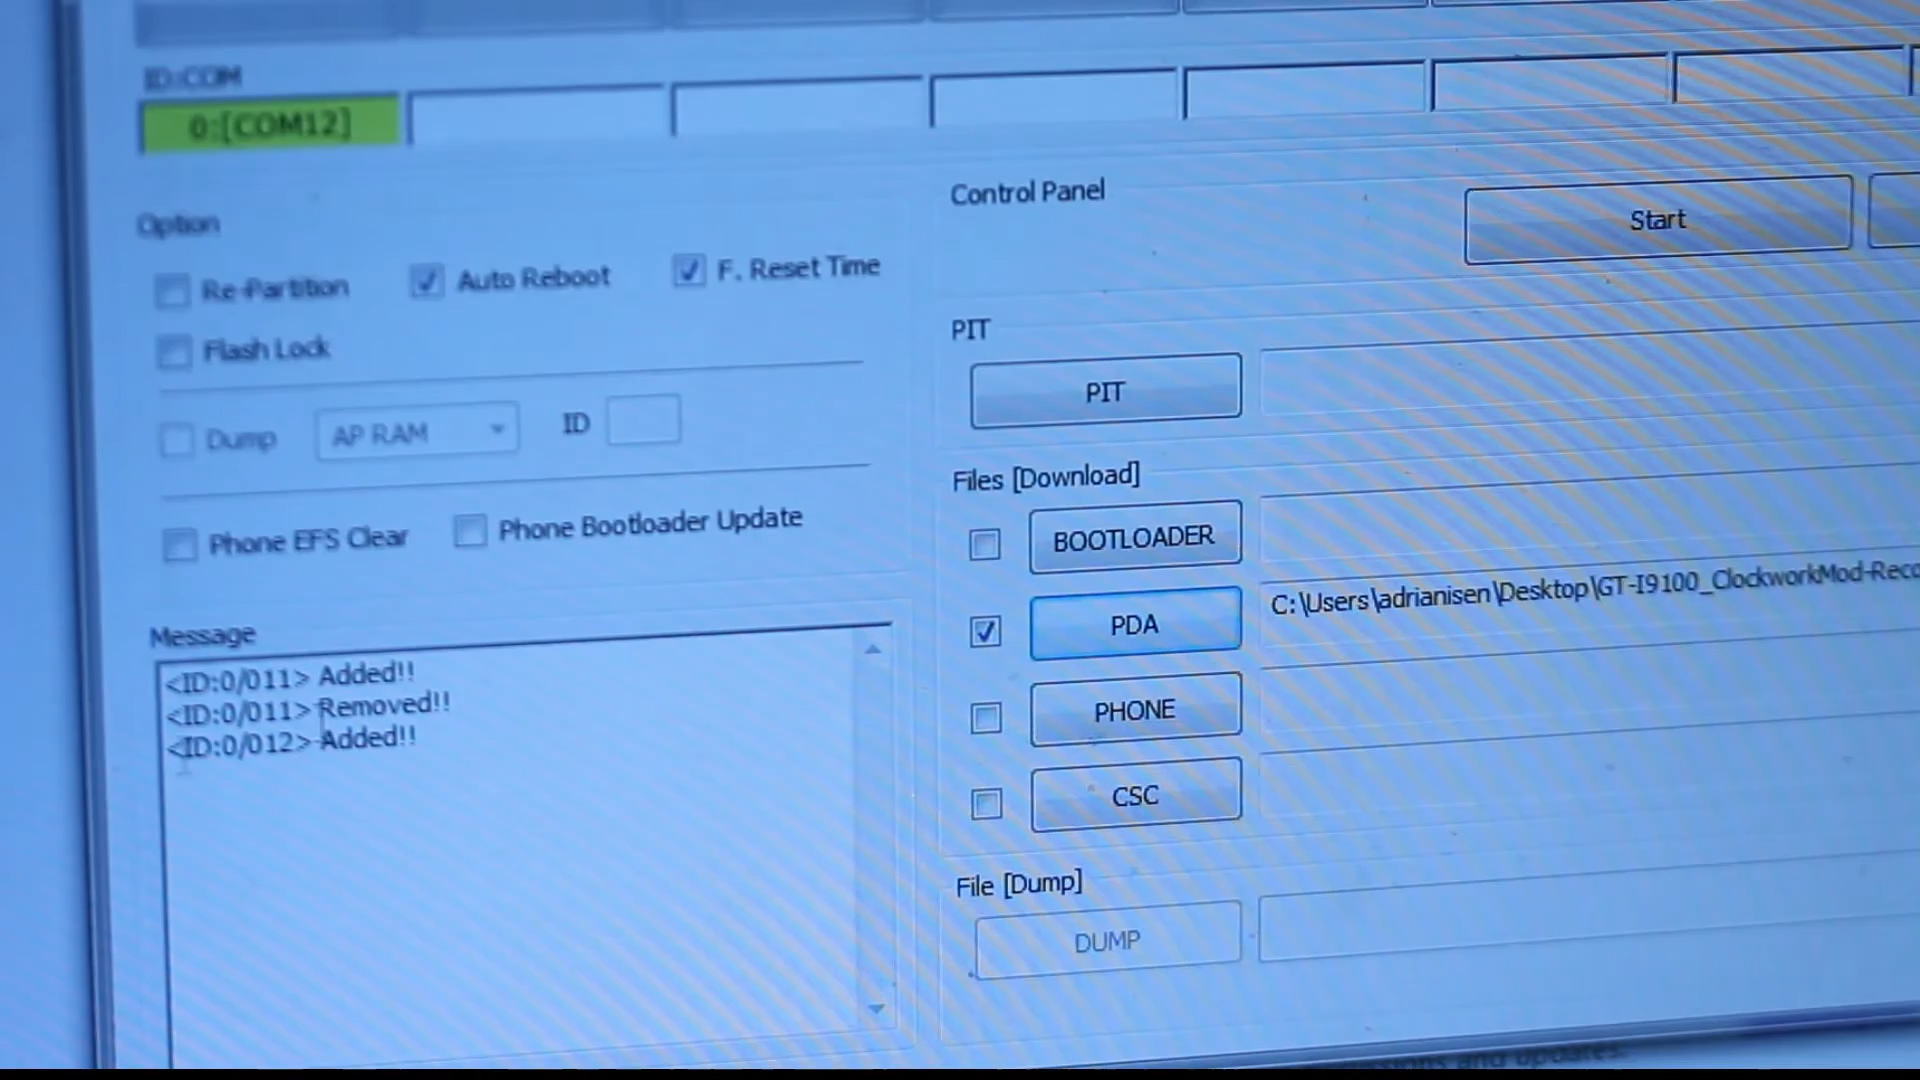 ID:COM
0:[COM12]
Option
Re-Partition
Auto Reboot
F. Reset Time
Flash Lock
Dump
AP RAM
ID
Phone EFS Clear
Phone Bootloader Update
Message
<ID:0/011> Added!!
<ID:0/011> Removed!!
<ID:0/012> Added!!
Control Panel
Start
PIT
PIT
Files [Download]
BOOTLOADER
PDA
C:\Users\adrianisen\Desktop\GT-I9100_ClockworkMod-Reco
PHONE
CSC
File [Dump]
DUMP
and updates.